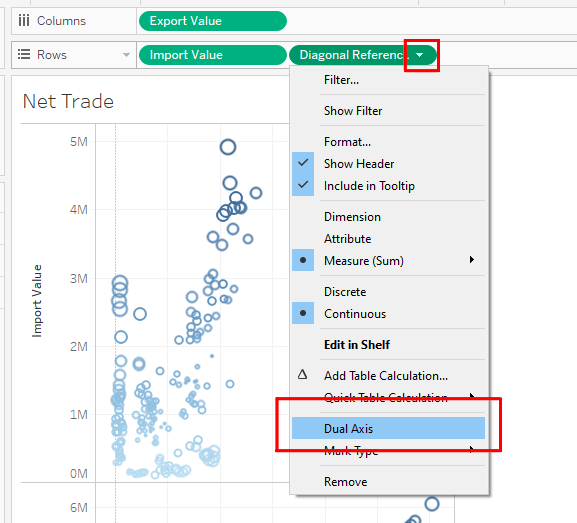 Columns
Export Value
Rows
Import Value
Diagonal Referenc..
Net Trade
5M
4M
3M
2M
1M
0M
6M
Import Value
Filter...
Show Filter
Format...
Show Header
Include in Tooltip
Dimension
Attribute
Measure (Sum)
Discrete
Continuous
Edit in Shelf
Add Table Calculation...
Quick Table Calculation
Dual Axis
Mark Type
Remove